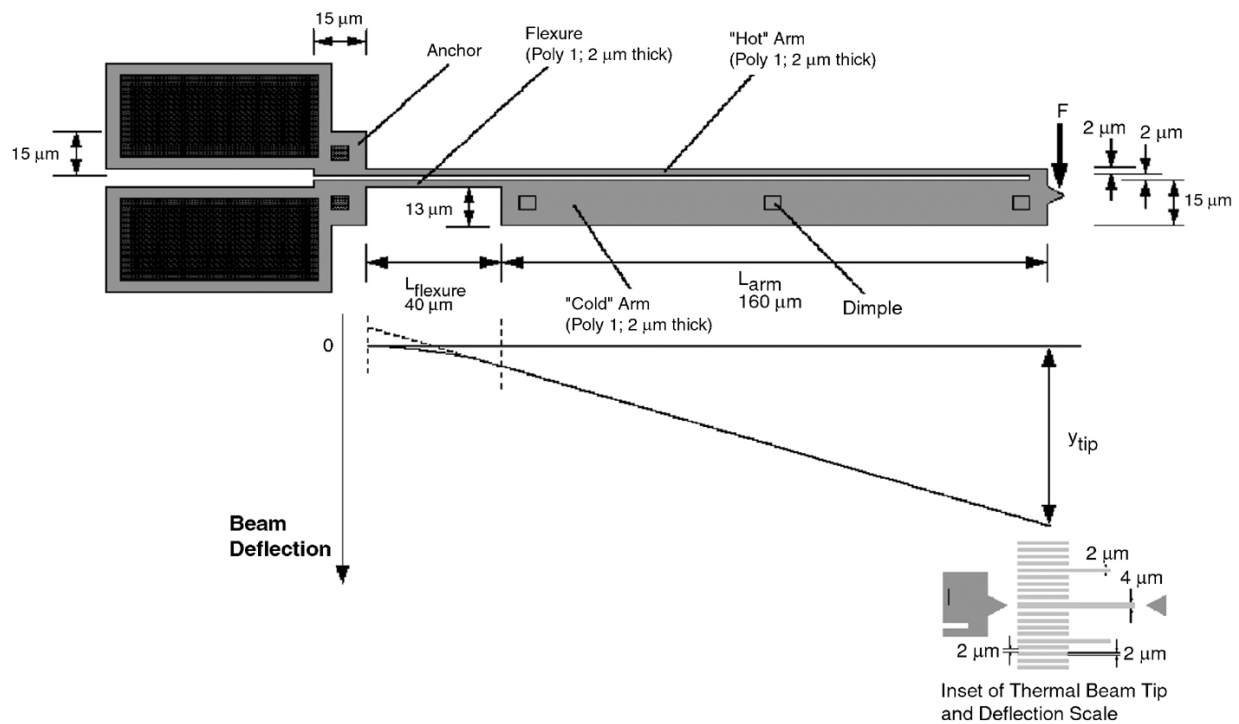 15 μm
Anchor
Flexure
(Poly 1; 2 μm thick)
"Hot" Arm
(Poly 1; 2 μm thick)
F
2 μm
2 μm
15 μm
15 μm
13 μm
L flexure
40 μm
"Cold" Arm
(Poly 1; 2 μm thick)
L arm
160 μm
Dimple
0
y tip
Beam
Deflection
2 μm
4 μm
2 μm
2 μm
Inset of Thermal Beam Tip
and Deflection Scale